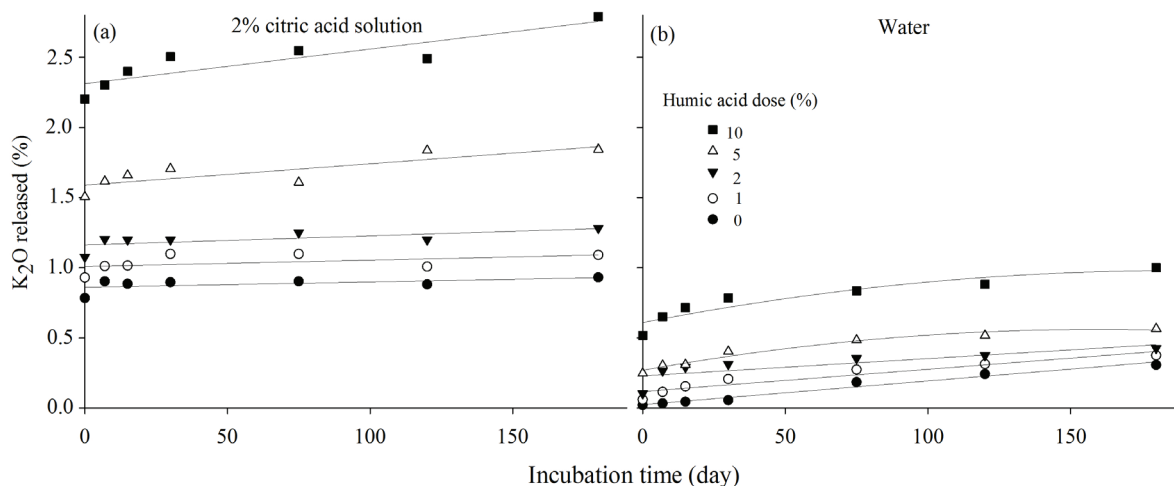 (a)
2% citric acid solution
(b)
Water
K2O released (%)
2.5
2.0
1.5
1.0
0.5
0.0
Humic acid dose (%)
10
5
2
1
0
0 50 100 150
0 50 100 150
Incubation time (day)